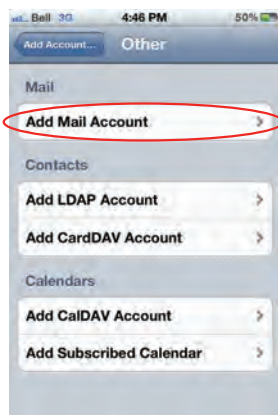 Bell 3G 4:46 PM 50%
Add Account... Other
Mail
Add Mail Account
Contacts
Add LDAP Account
Add CardDAV Account
Calendars
Add CalDAV Account
Add Subscribed Calendar